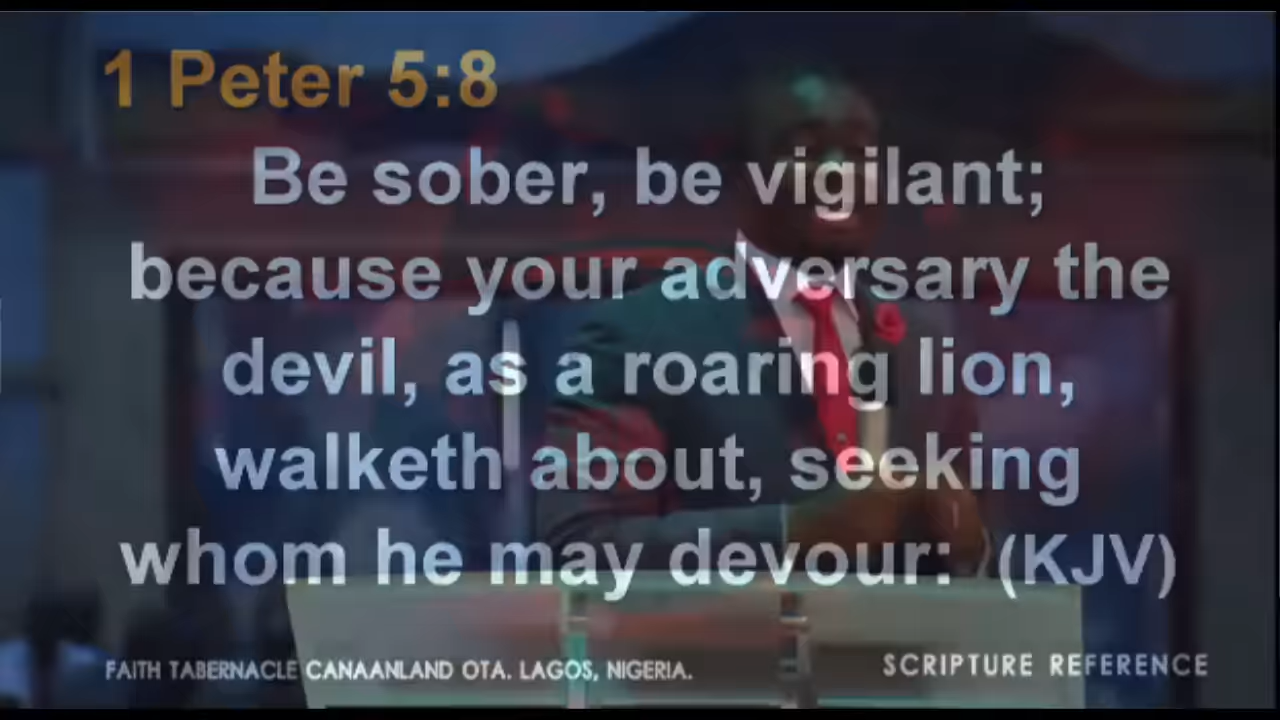 1 Peter 5:8
Be sober, be vigilant;
because your adversary the
devil, as a roaring lion,
walketh about, seeking
whom he may devour: (KJV)
FAITH TABERNACLE CANAANLAND OTA. LAGOS, NIGERIA.
SCRIPTURE REFERENCE